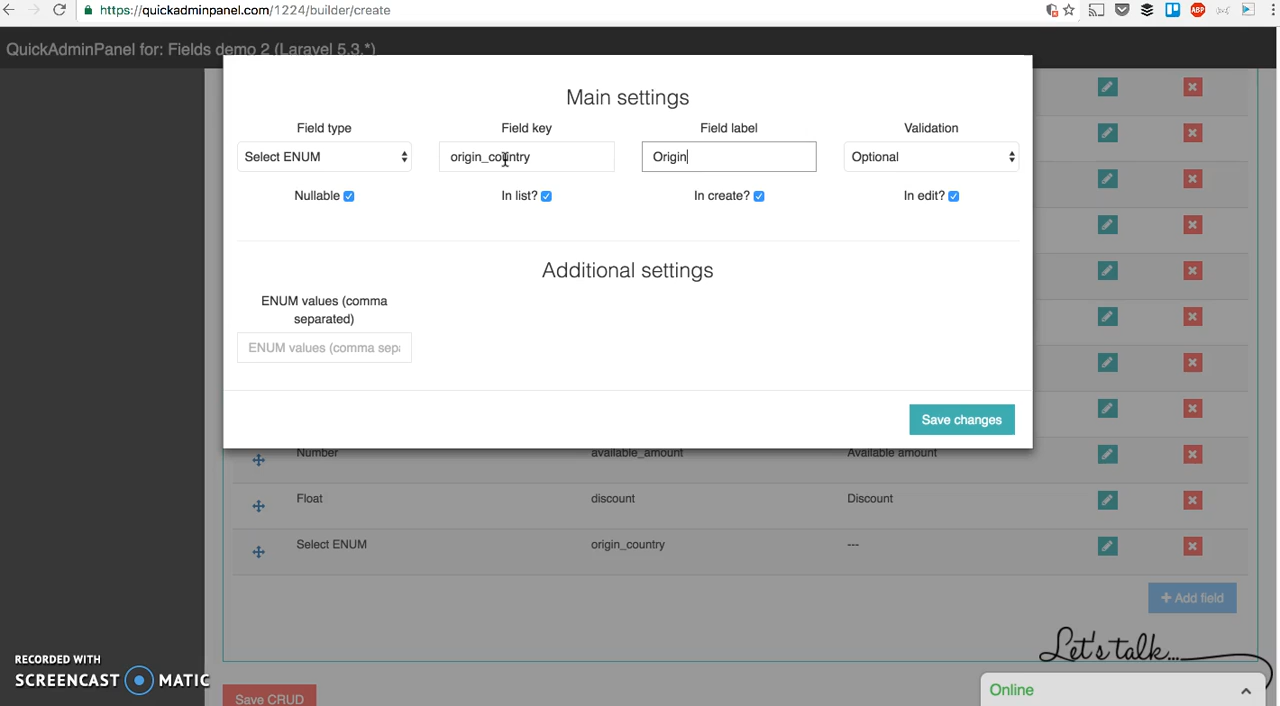 https://quickadminpanel.com/1224/builder/create
ABP
QuickAdminPanel for: Fields demo 2 (Laravel 5.3.*)
Main settings
Field type Field key Field label Validation
Select ENUM origin_country Origin Optional
Nullable In list? In create? In edit?
Additional settings
ENUM values (comma
separated)
ENUM values (comma sepa
Save changes
Number available_amount Available amount
Float discount Discount
Select ENUM origin_country ---
+ Add field
Let's talk...
RECORDED WITH
SCREENCAST MATIC
Online
Save CRUD